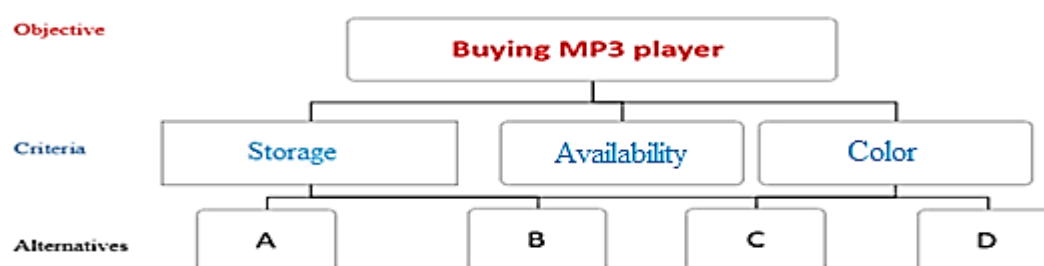 Objective
Buying MP3 player
Criteria
Storage
Availability
Color
Alternatives
A
B
C
D